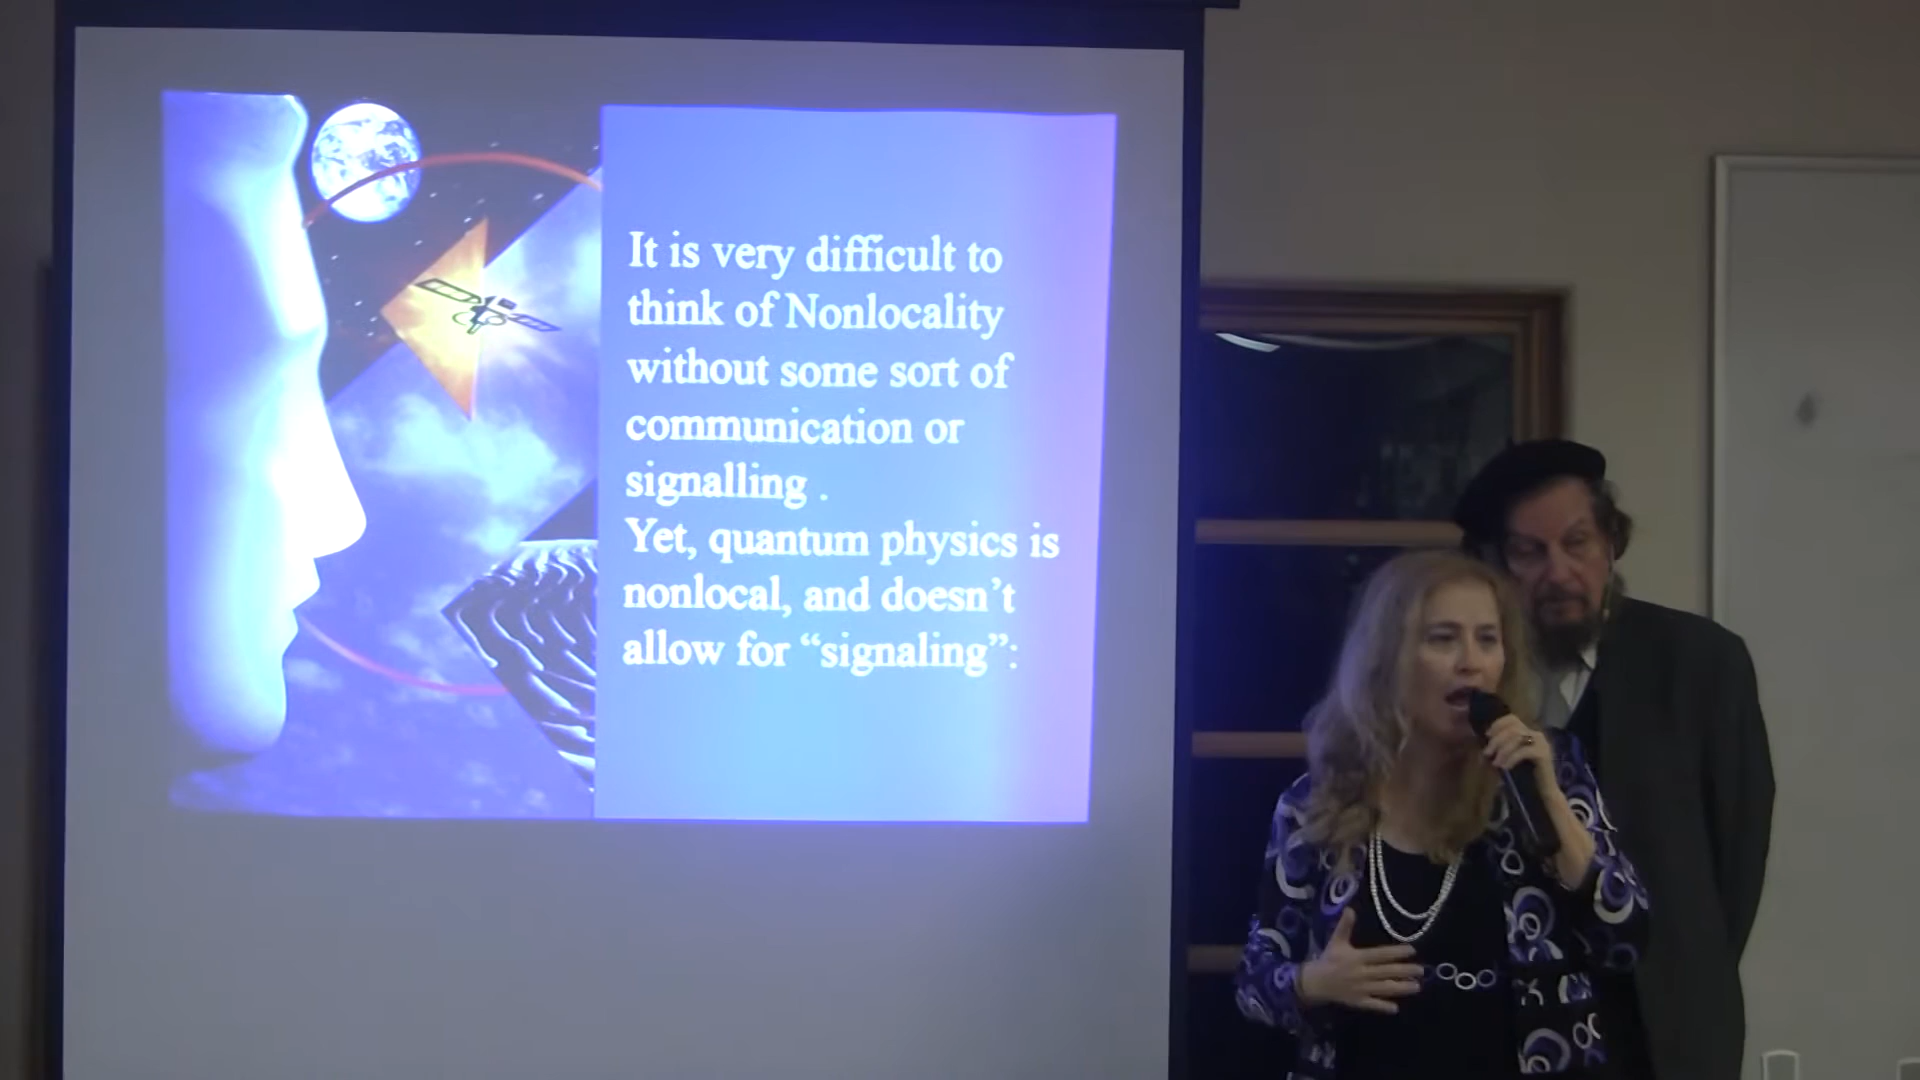 It is very difficult to
think of Nonlocality
without some sort of
communication or
signalling .
Yet, quantum physics is
nonlocal, and doesn’t
allow for “signaling”: